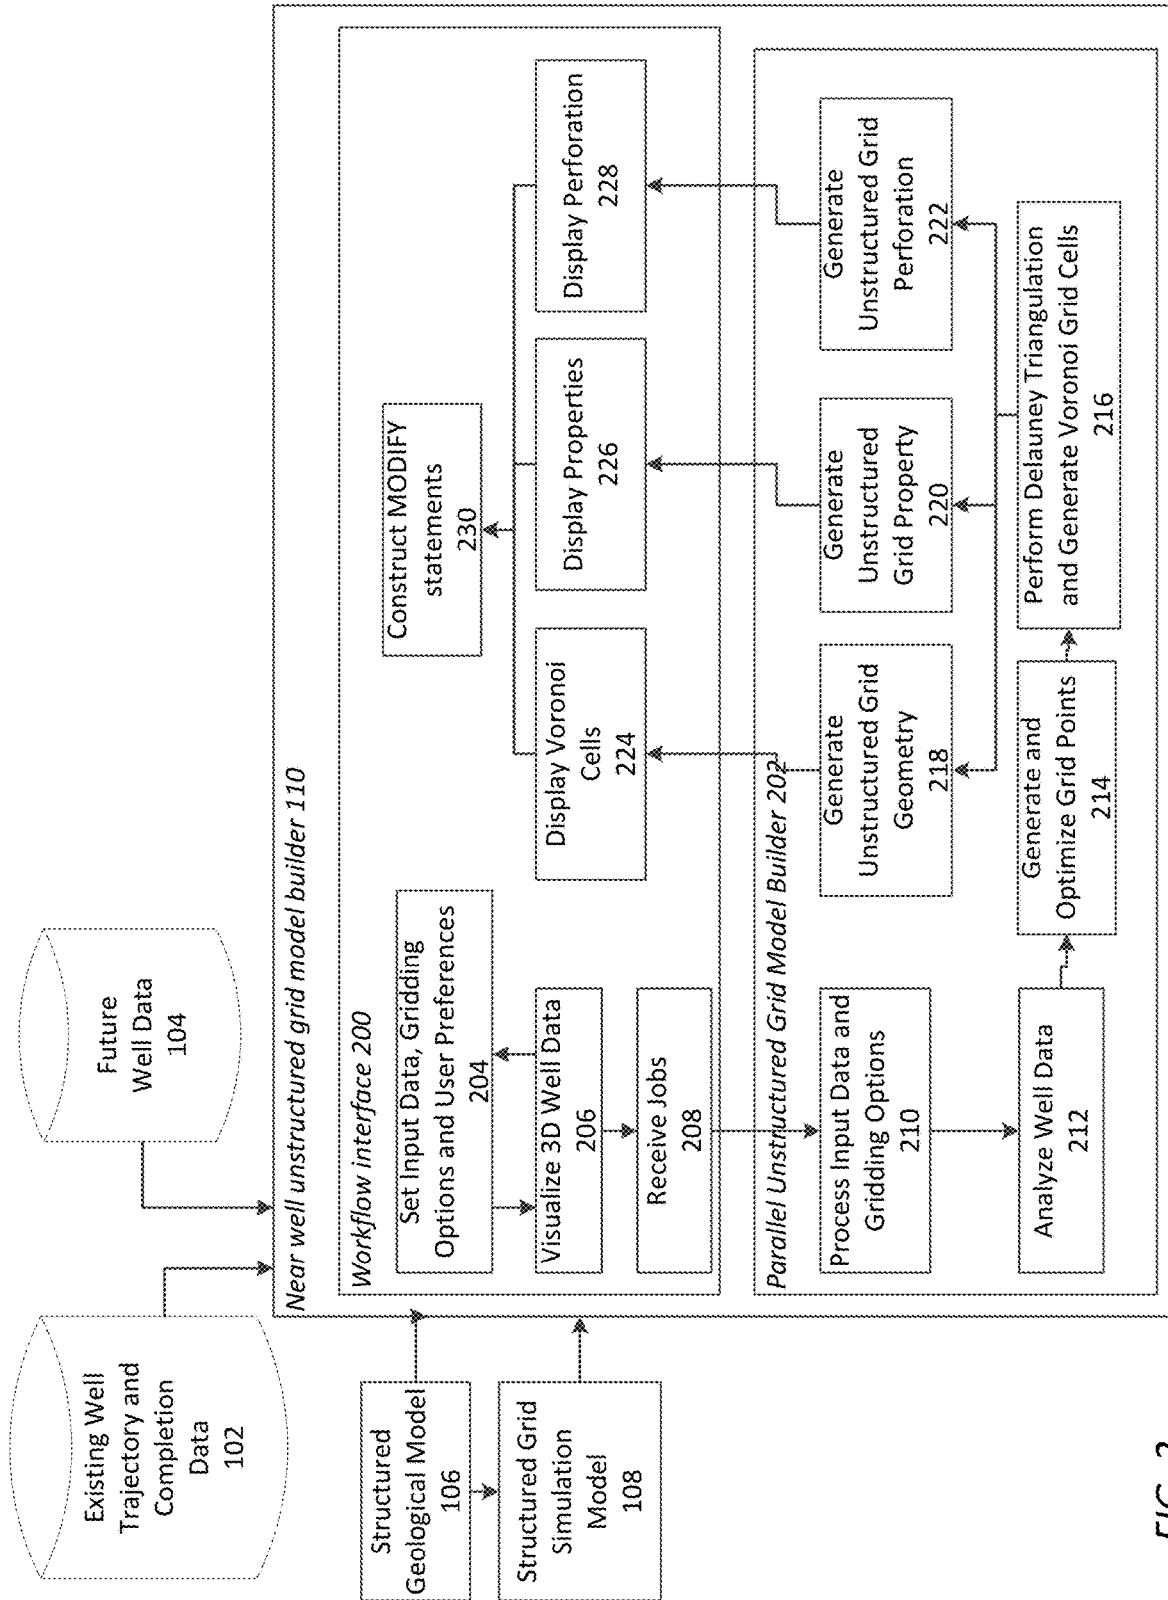 Existing Well
Trajectory and
Completion
Data
102
Future
Well Data
104
Structured
Geological Model
106
Structured Grid
Simulation
Model
108
Near well unstructured grid model builder 110
Workflow interface 200
Set Input Data, Gridding
Options and User Preferences
204
Visualize 3D Well Data
206
Receive Jobs
208
Construct MODIFY
statements
230
Display Voronoi
Cells
224
Display Properties
226
Display Perforation
228
Parallel Unstructured Grid Model Builder 202
Process Input Data and
Gridding Options
210
Analyze Well Data
212
Generate
Unstructured Grid
Geometry
218
Generate
Unstructured
Grid Property
220
Generate
Unstructured Grid
Perforation
222
Generate and
Optimize Grid Points
214
Perform Delauney Triangulation
and Generate Voronoi Grid Cells
216
FIG. 2